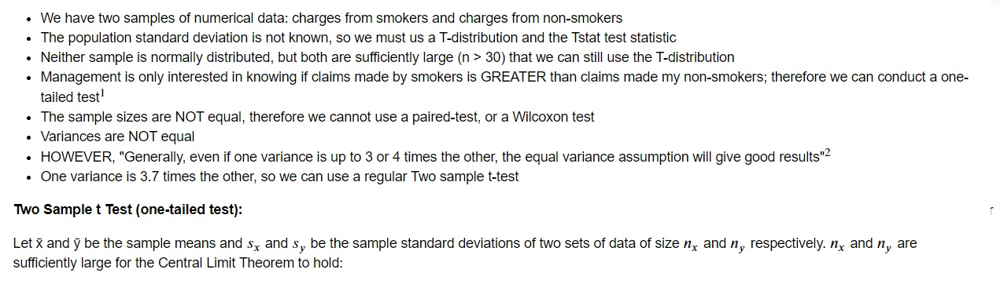 • We have two samples of numerical data: charges from smokers and charges from non-smokers
• The population standard deviation is not known, so we must us a T-distribution and the Tstat test statistic
• Neither sample is normally distributed, but both are sufficiently large (n > 30) that we can still use the T-distribution
• Management is only interested in knowing if claims made by smokers is GREATER than claims made my non-smokers; therefore we can conduct a one-
tailed test¹
• The sample sizes are NOT equal, therefore we cannot use a paired-test, or a Wilcoxon test
• Variances are NOT equal
• HOWEVER, "Generally, even if one variance is up to 3 or 4 times the other, the equal variance assumption will give good results"²
• One variance is 3.7 times the other, so we can use a regular Two sample t-test
Two Sample t Test (one-tailed test):
Let x̄ and ȳ be the sample means and sₓ and s_y be the sample standard deviations of two sets of data of size nₓ and n_y respectively. nₓ and n_y are
sufficiently large for the Central Limit Theorem to hold: